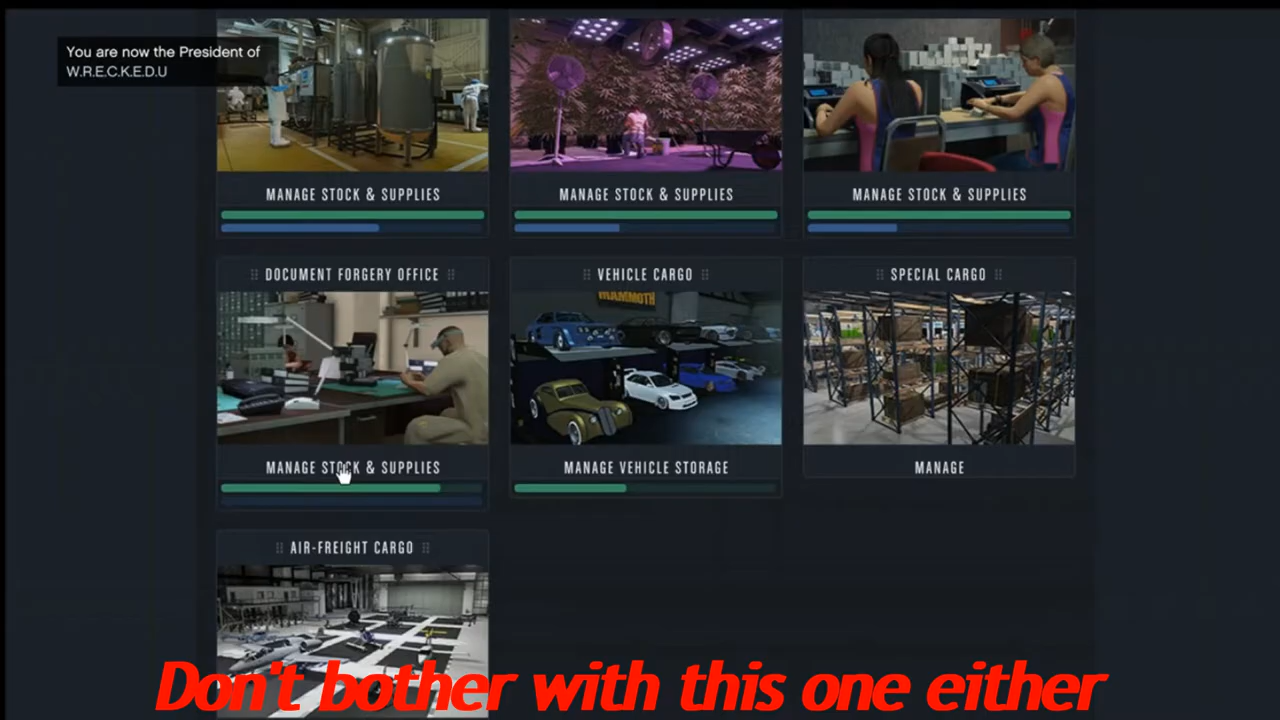 You are now the President of
W.R.E.C.K.E.D.U
MANAGE STOCK & SUPPLIES
MANAGE STOCK & SUPPLIES
MANAGE STOCK & SUPPLIES
DOCUMENT FORGERY OFFICE
VEHICLE CARGO
SPECIAL CARGO
MAMMOTH
MANAGE STOCK & SUPPLIES
MANAGE VEHICLE STORAGE
MANAGE
AIR-FREIGHT CARGO
Don't bother with this one either